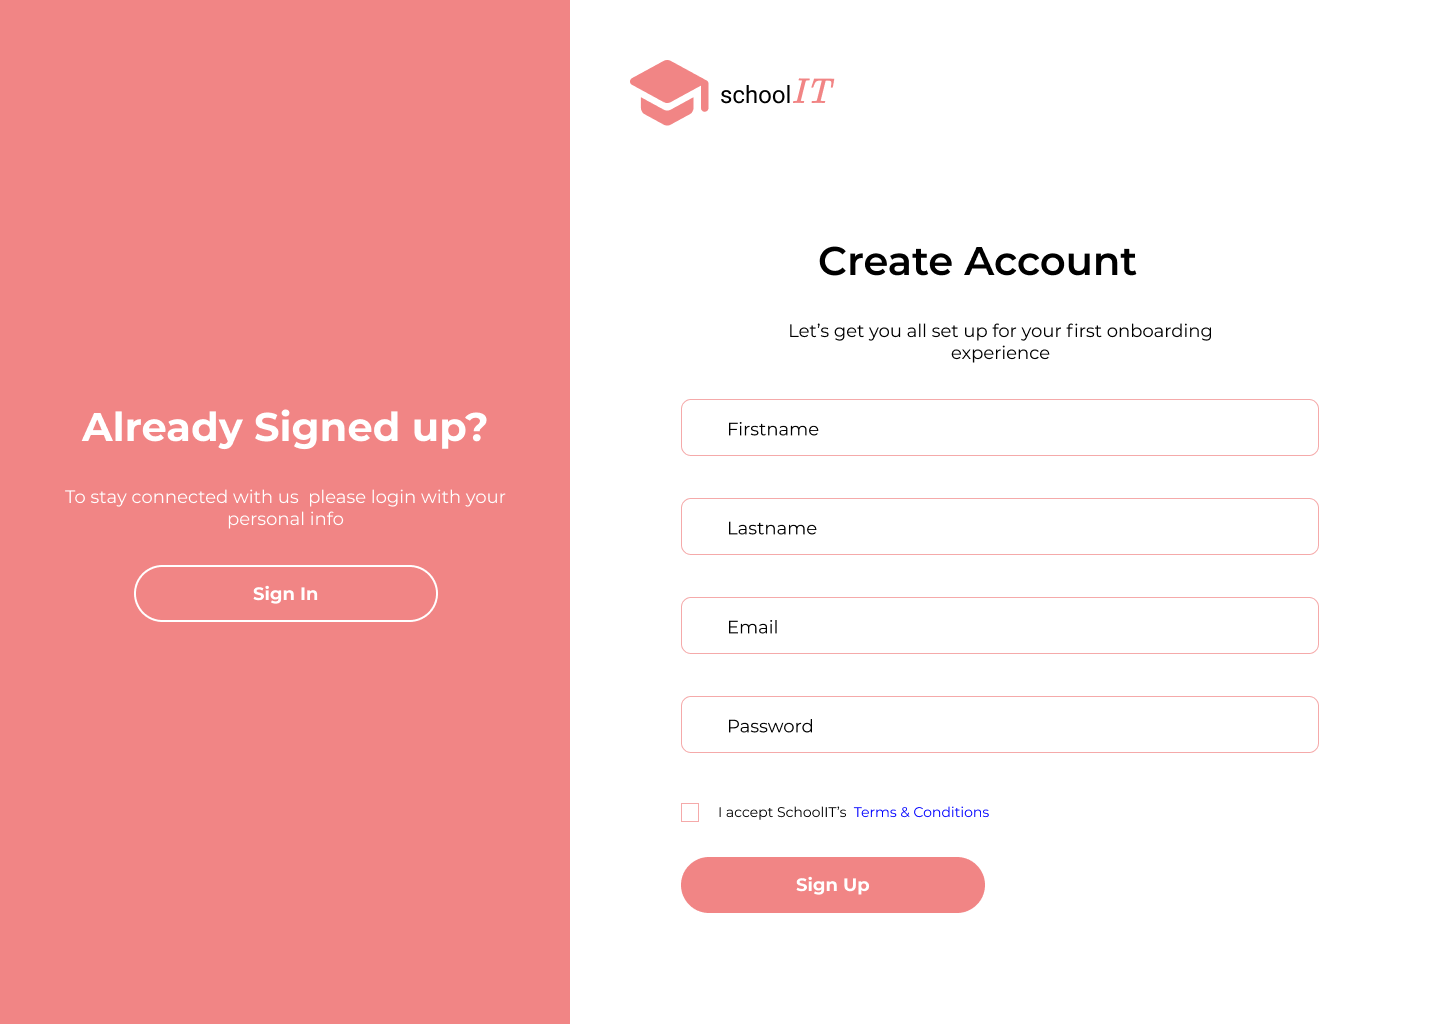 Already Signed up?
To stay connected with us  please login with your
personal info
Sign In
schoolIT
Create Account
Let’s get you all set up for your first onboarding
experience
Firstname
Lastname
Email
Password
I accept SchoolIT’s  Terms & Conditions
Sign Up